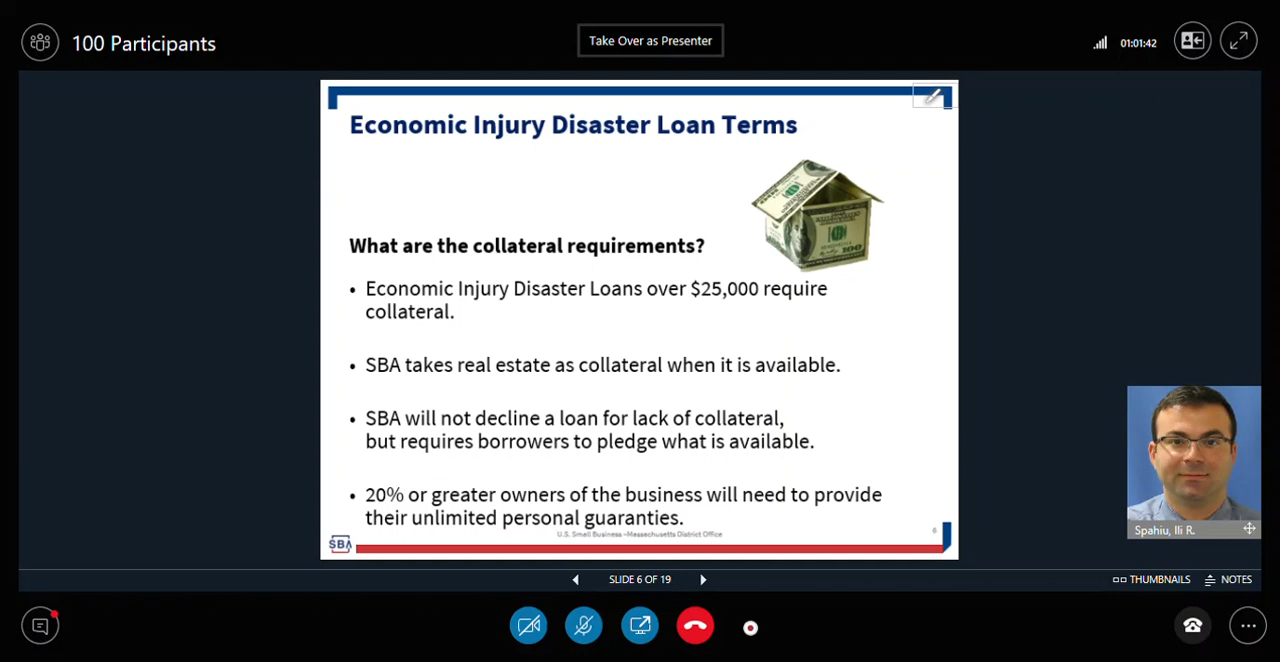 100 Participants
Take Over as Presenter
01:01:42
Economic Injury Disaster Loan Terms
What are the collateral requirements?
• Economic Injury Disaster Loans over $25,000 require
collateral.
• SBA takes real estate as collateral when it is available.
• SBA will not decline a loan for lack of collateral,
but requires borrowers to pledge what is available.
• 20% or greater owners of the business will need to provide
their unlimited personal guaranties.
U.S. Small Business -Massachusetts District Office
6
SBA
100
Spahiu, Ili R.
SLIDE 6 OF 19
THUMBNAILS
NOTES